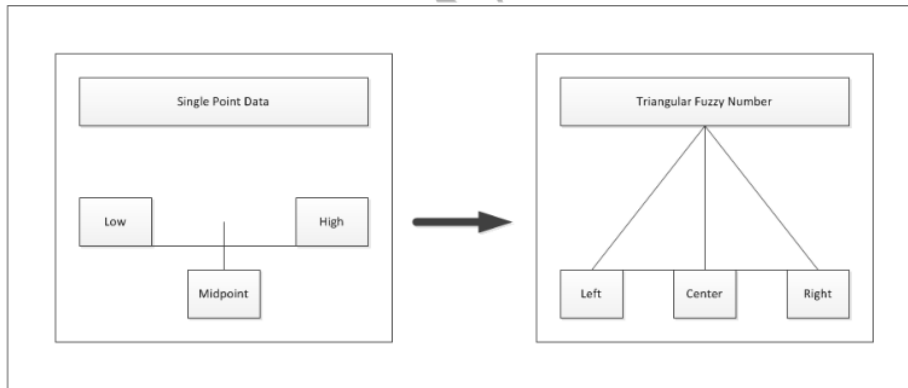 Single Point Data
Low
High
Midpoint
Triangular Fuzzy Number
Left
Center
Right